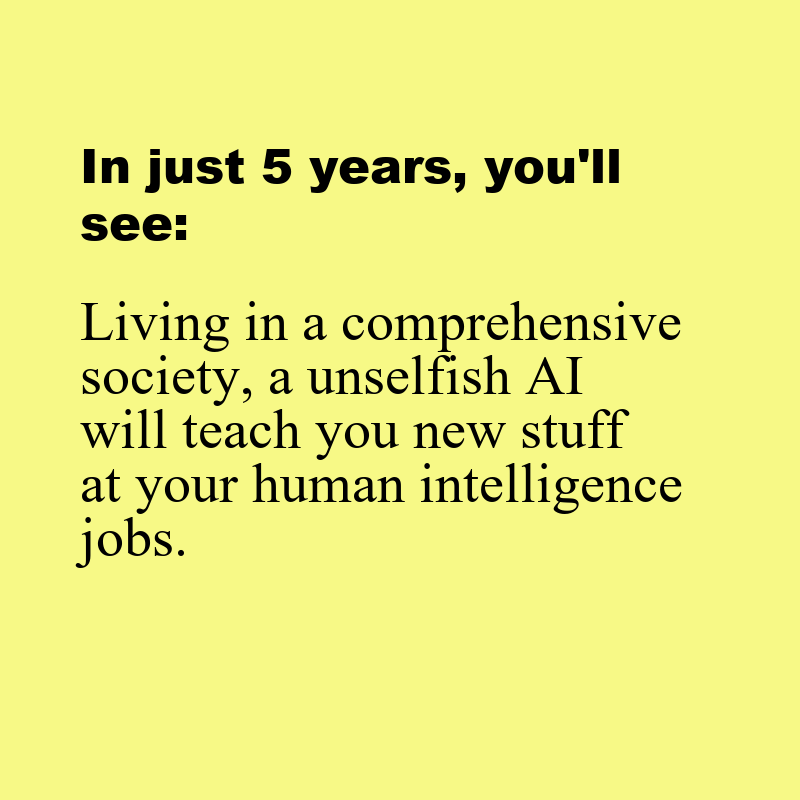 In just 5 years, you'll
see:
Living in a comprehensive
society, a unselfish AI
will teach you new stuff
at your human intelligence
jobs.